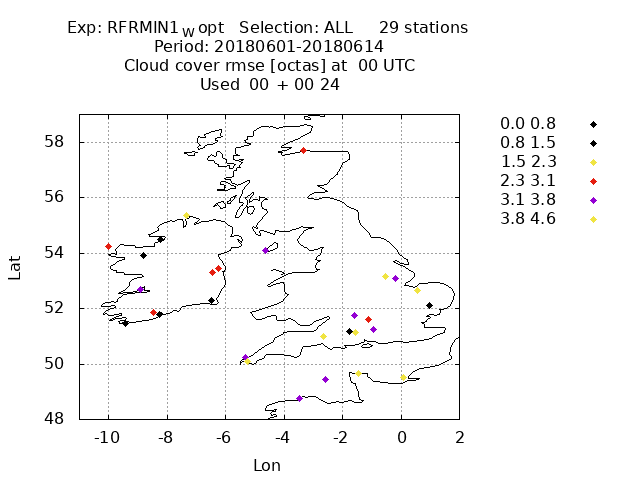 Exp: RFRMIN1wopt Selection: ALL 29 stations
Period: 20180601-20180614
Cloud cover rmse [octas] at 00 UTC
Used 00 + 00 24
0.0 0.8
0.8 1.5
1.5 2.3
2.3 3.1
3.1 3.8
3.8 4.6
58
56
54
52
50
48
Lat
-10 -8 -6 -4 -2 0 2
Lon